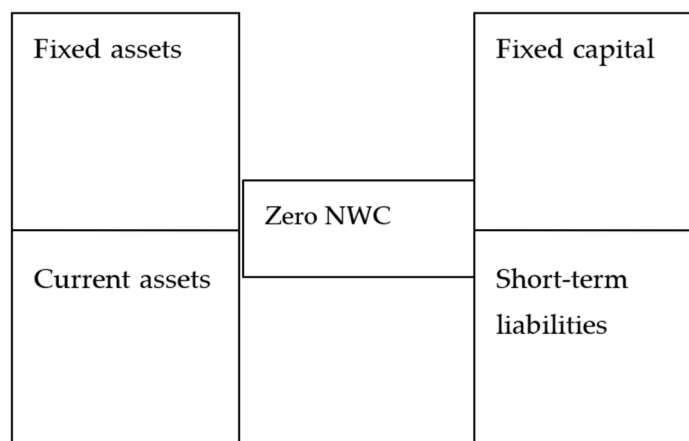 Fixed assets
Fixed capital
Zero NWC
Current assets
Short-term
liabilities